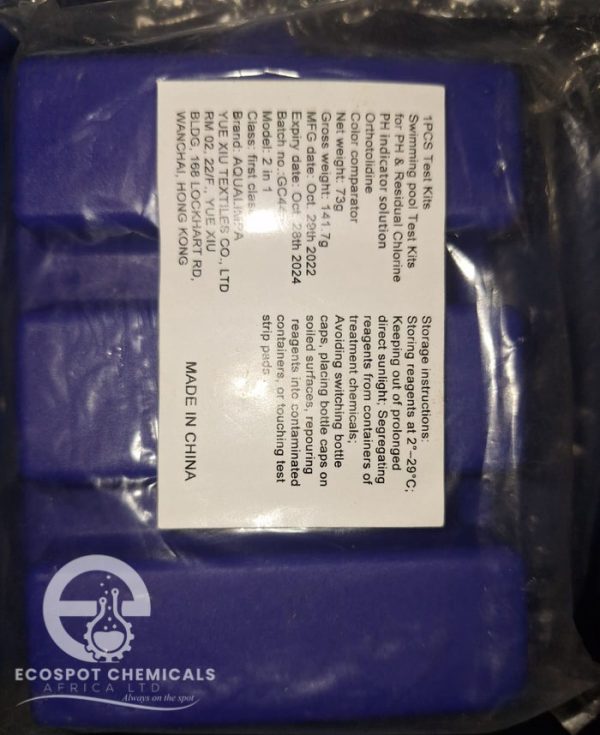 1PCS Test Kits
Swimming pool Test Kits
for PH & Residual Chlorine
PH indicator solution
Orthotolidine
Color comparator
Net weight: 73g
Gross weight: 141.7g
MFG date: Oct. 29th 2022
Expiry date: Oct. 28th 2024
Batch no.:
Model: 2 in 1
Class: first class
Brand:
YUE XIU TEXTILES CO., LTD
RM 02, 22/F., YUE XIU
BLDG, 168 LOCKHART RD,
WANCHAI, HONG KONG
Storage instructions:
Storing reagents at 2°–29°C;
Keeping out of prolonged
direct sunlight; Segregating
reagents from containers of
treatment chemicals;
Avoiding switching bottle
caps, placing bottle caps on
soiled surfaces, repouring
reagents into contaminated
containers, or touching test
strip pads
MADE IN CHINA
ECOSPOT CHEMICALS
AFRICA LTD
Always on the spot